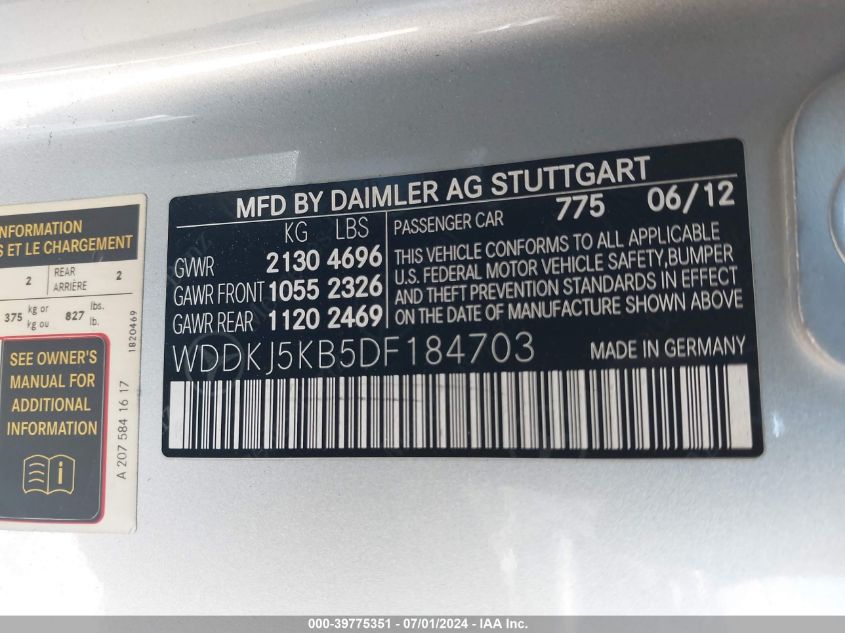 INFORMATION
S ET LE CHARGEMENT
2 REAR ARRIÈRE 2
375 kg or kg ou 827 lbs. lb.
1820469
SEE OWNER'S
MANUAL FOR
ADDITIONAL
INFORMATION
A 207 584 16 17
MFD BY DAIMLER AG STUTTGART
KG LBS
GVWR 2130 4696
GAWR FRONT 1055 2326
GAWR REAR 1120 2469
PASSENGER CAR 775 06/12
THIS VEHICLE CONFORMS TO ALL APPLICABLE
U.S. FEDERAL MOTOR VEHICLE SAFETY, BUMPER
AND THEFT PREVENTION STANDARDS IN EFFECT
ON THE DATE OF MANUFACTURE SHOWN ABOVE
WDDKJ5KB5DF184703 MADE IN GERMANY
000-39775351 - 07/01/2024 - IAA Inc.